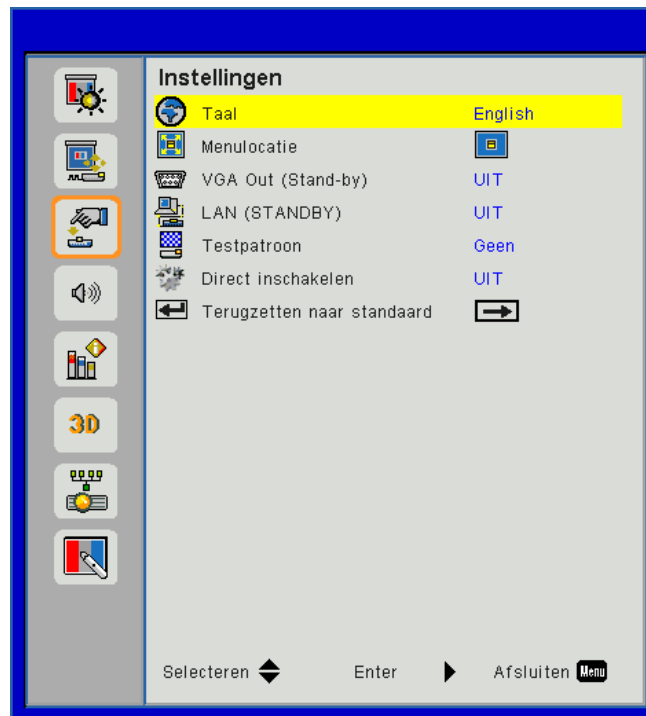 Instellingen
Taal English
Menulocatie
VGA Out (Stand-by) UIT
LAN (STANDBY) UIT
Testpatroon Geen
Direct inschakelen UIT
Terugzetten naar standaard
3D
Selecteren Enter Afsluiten Menu